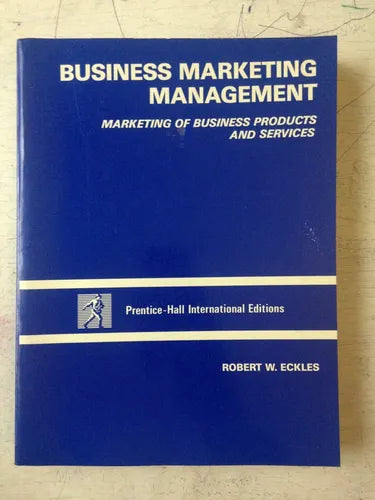 BUSINESS MARKETING
MANAGEMENT
MARKETING OF BUSINESS PRODUCTS
AND SERVICES
Prentice-Hall International Editions
ROBERT W. ECKLES